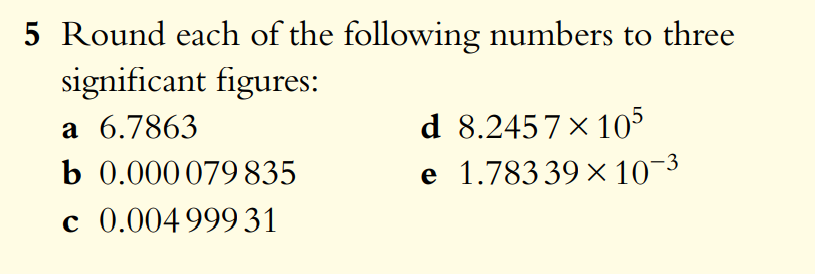 5 Round each of the following numbers to three
significant figures:
a 6.7863
d 8.2457 × 10⁵
b 0.000 079 835
e 1.783 39 × 10⁻³
c 0.004 999 31